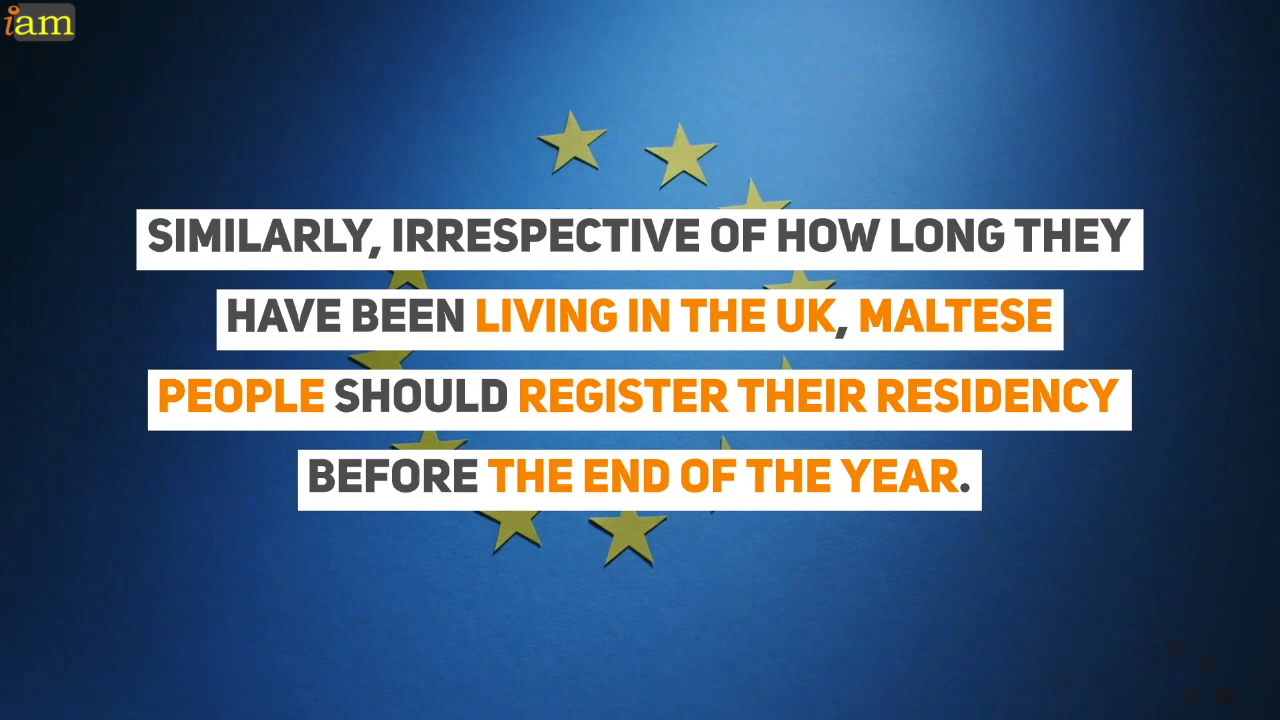 iam
SIMILARLY, IRRESPECTIVE OF HOW LONG THEY
HAVE BEEN LIVING IN THE UK, MALTESE
PEOPLE SHOULD REGISTER THEIR RESIDENCY
BEFORE THE END OF THE YEAR.